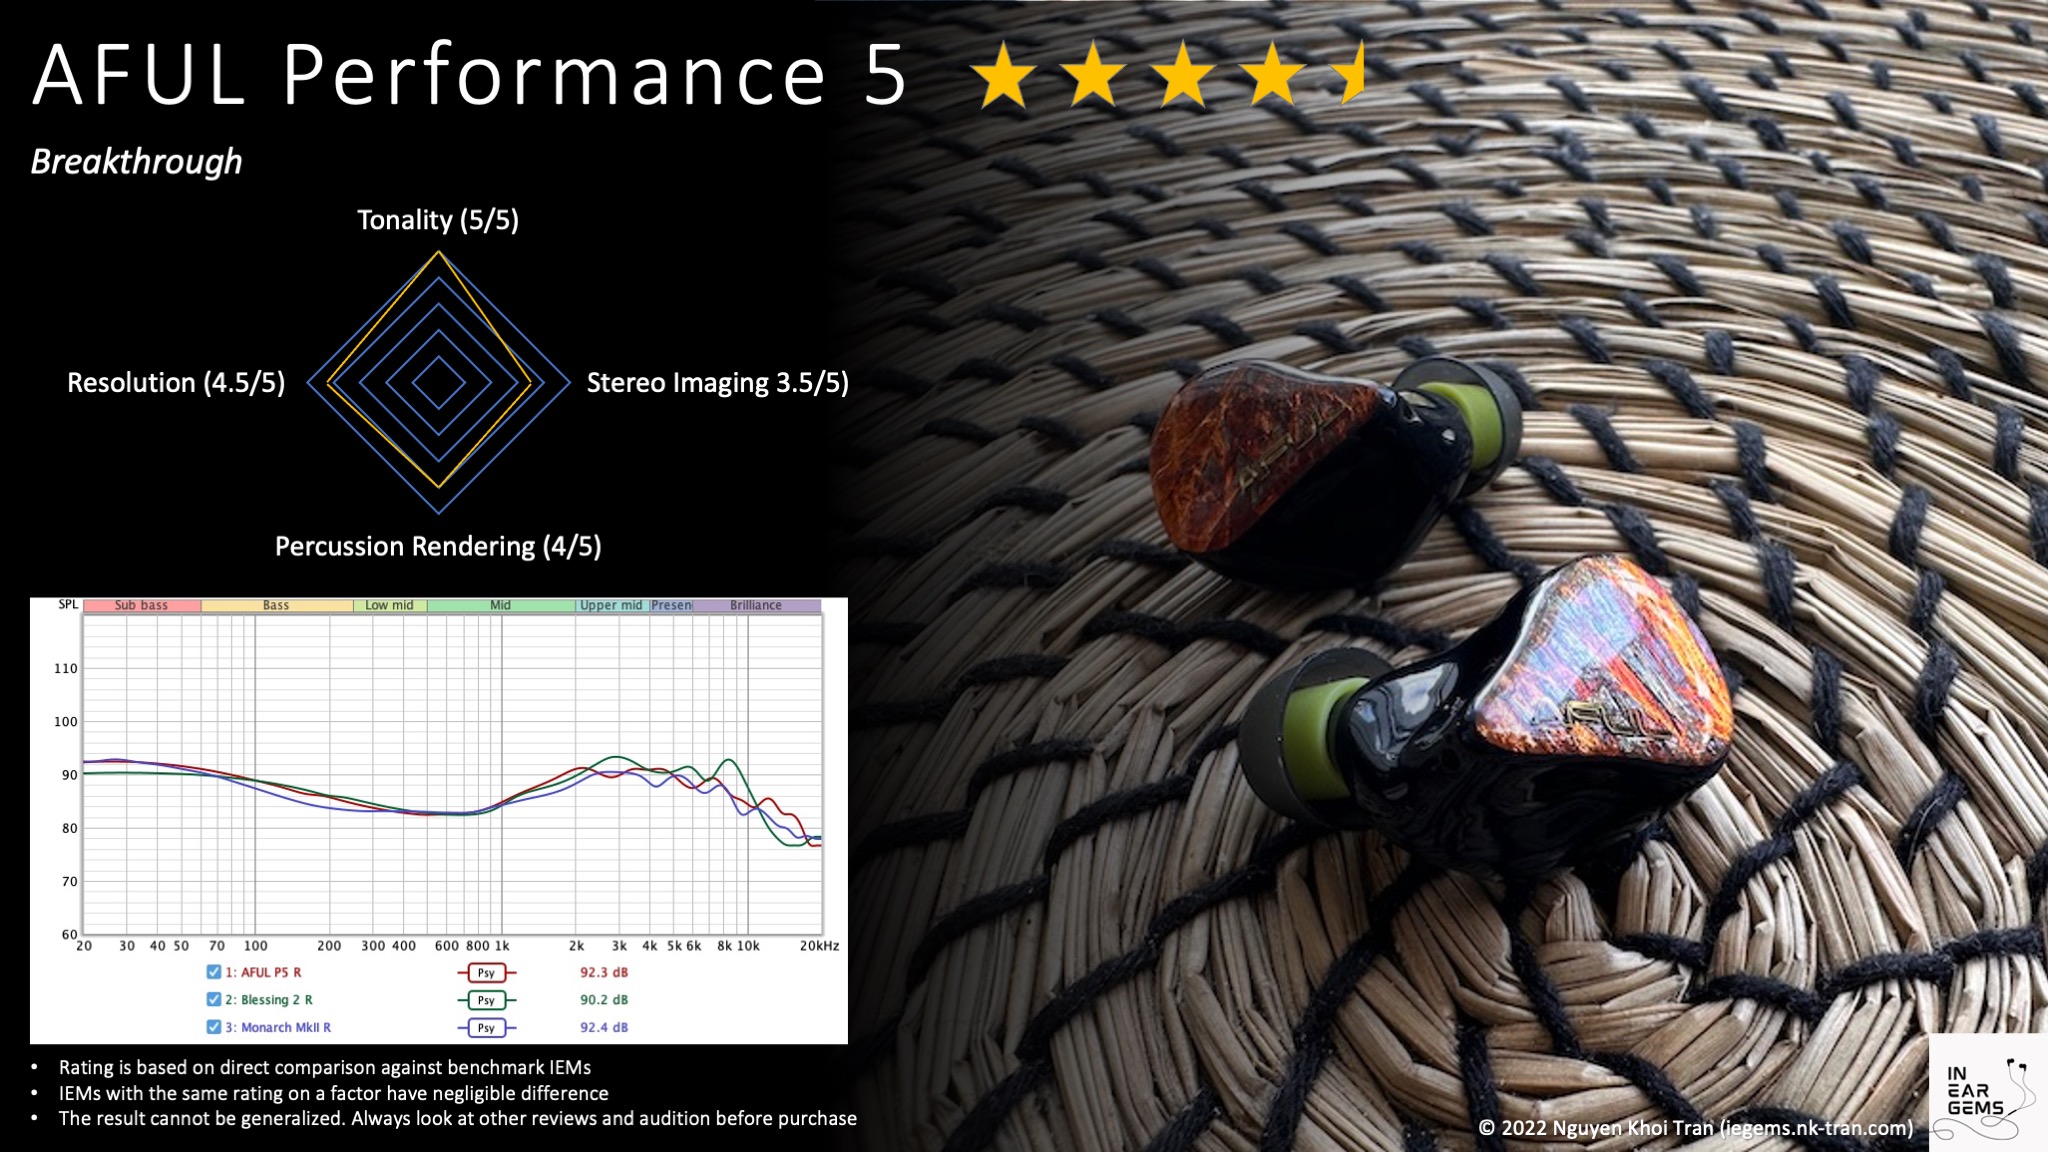 AFUL Performance 5
Breakthrough
Tonality (5/5)
Resolution (4.5/5)
Stereo Imaging 3.5/5)
Percussion Rendering (4/5)
SPL
Sub bass
Bass
Low mid
Mid
Upper mid
Presen
Brilliance
110
100
90
80
70
60
20 30 40 50 70 100 200 300 400 600 800 1k 2k 3k 4k 5k 6k 8k 10k 20kHz
1: AFUL P5 R Psy 92.3 dB
2: Blessing 2 R Psy 90.2 dB
3: Monarch MkII R Psy 92.4 dB
• Rating is based on direct comparison against benchmark IEMs
• IEMs with the same rating on a factor have negligible difference
• The result cannot be generalized. Always look at other reviews and audition before purchase
AFUL
AFUL
© 2022 Nguyen Khoi Tran (iegems.nk-tran.com)
IN
EAR
GEMS